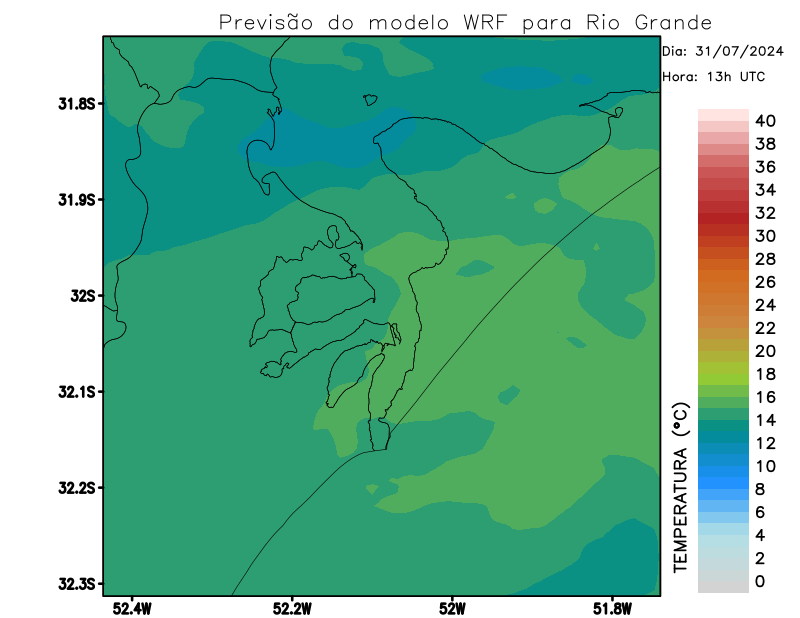 Previsão do modelo WRF para Rio Grande
Dia: 31/07/2024
Hora: 13h UTC
31.8S
31.9S
32S
32.1S
32.2S
32.3S
52.4W
52.2W
52W
51.8W
40
38
36
34
32
30
28
26
24
22
20
18
16
14
12
10
8
6
4
2
0
TEMPERATURA (°C)